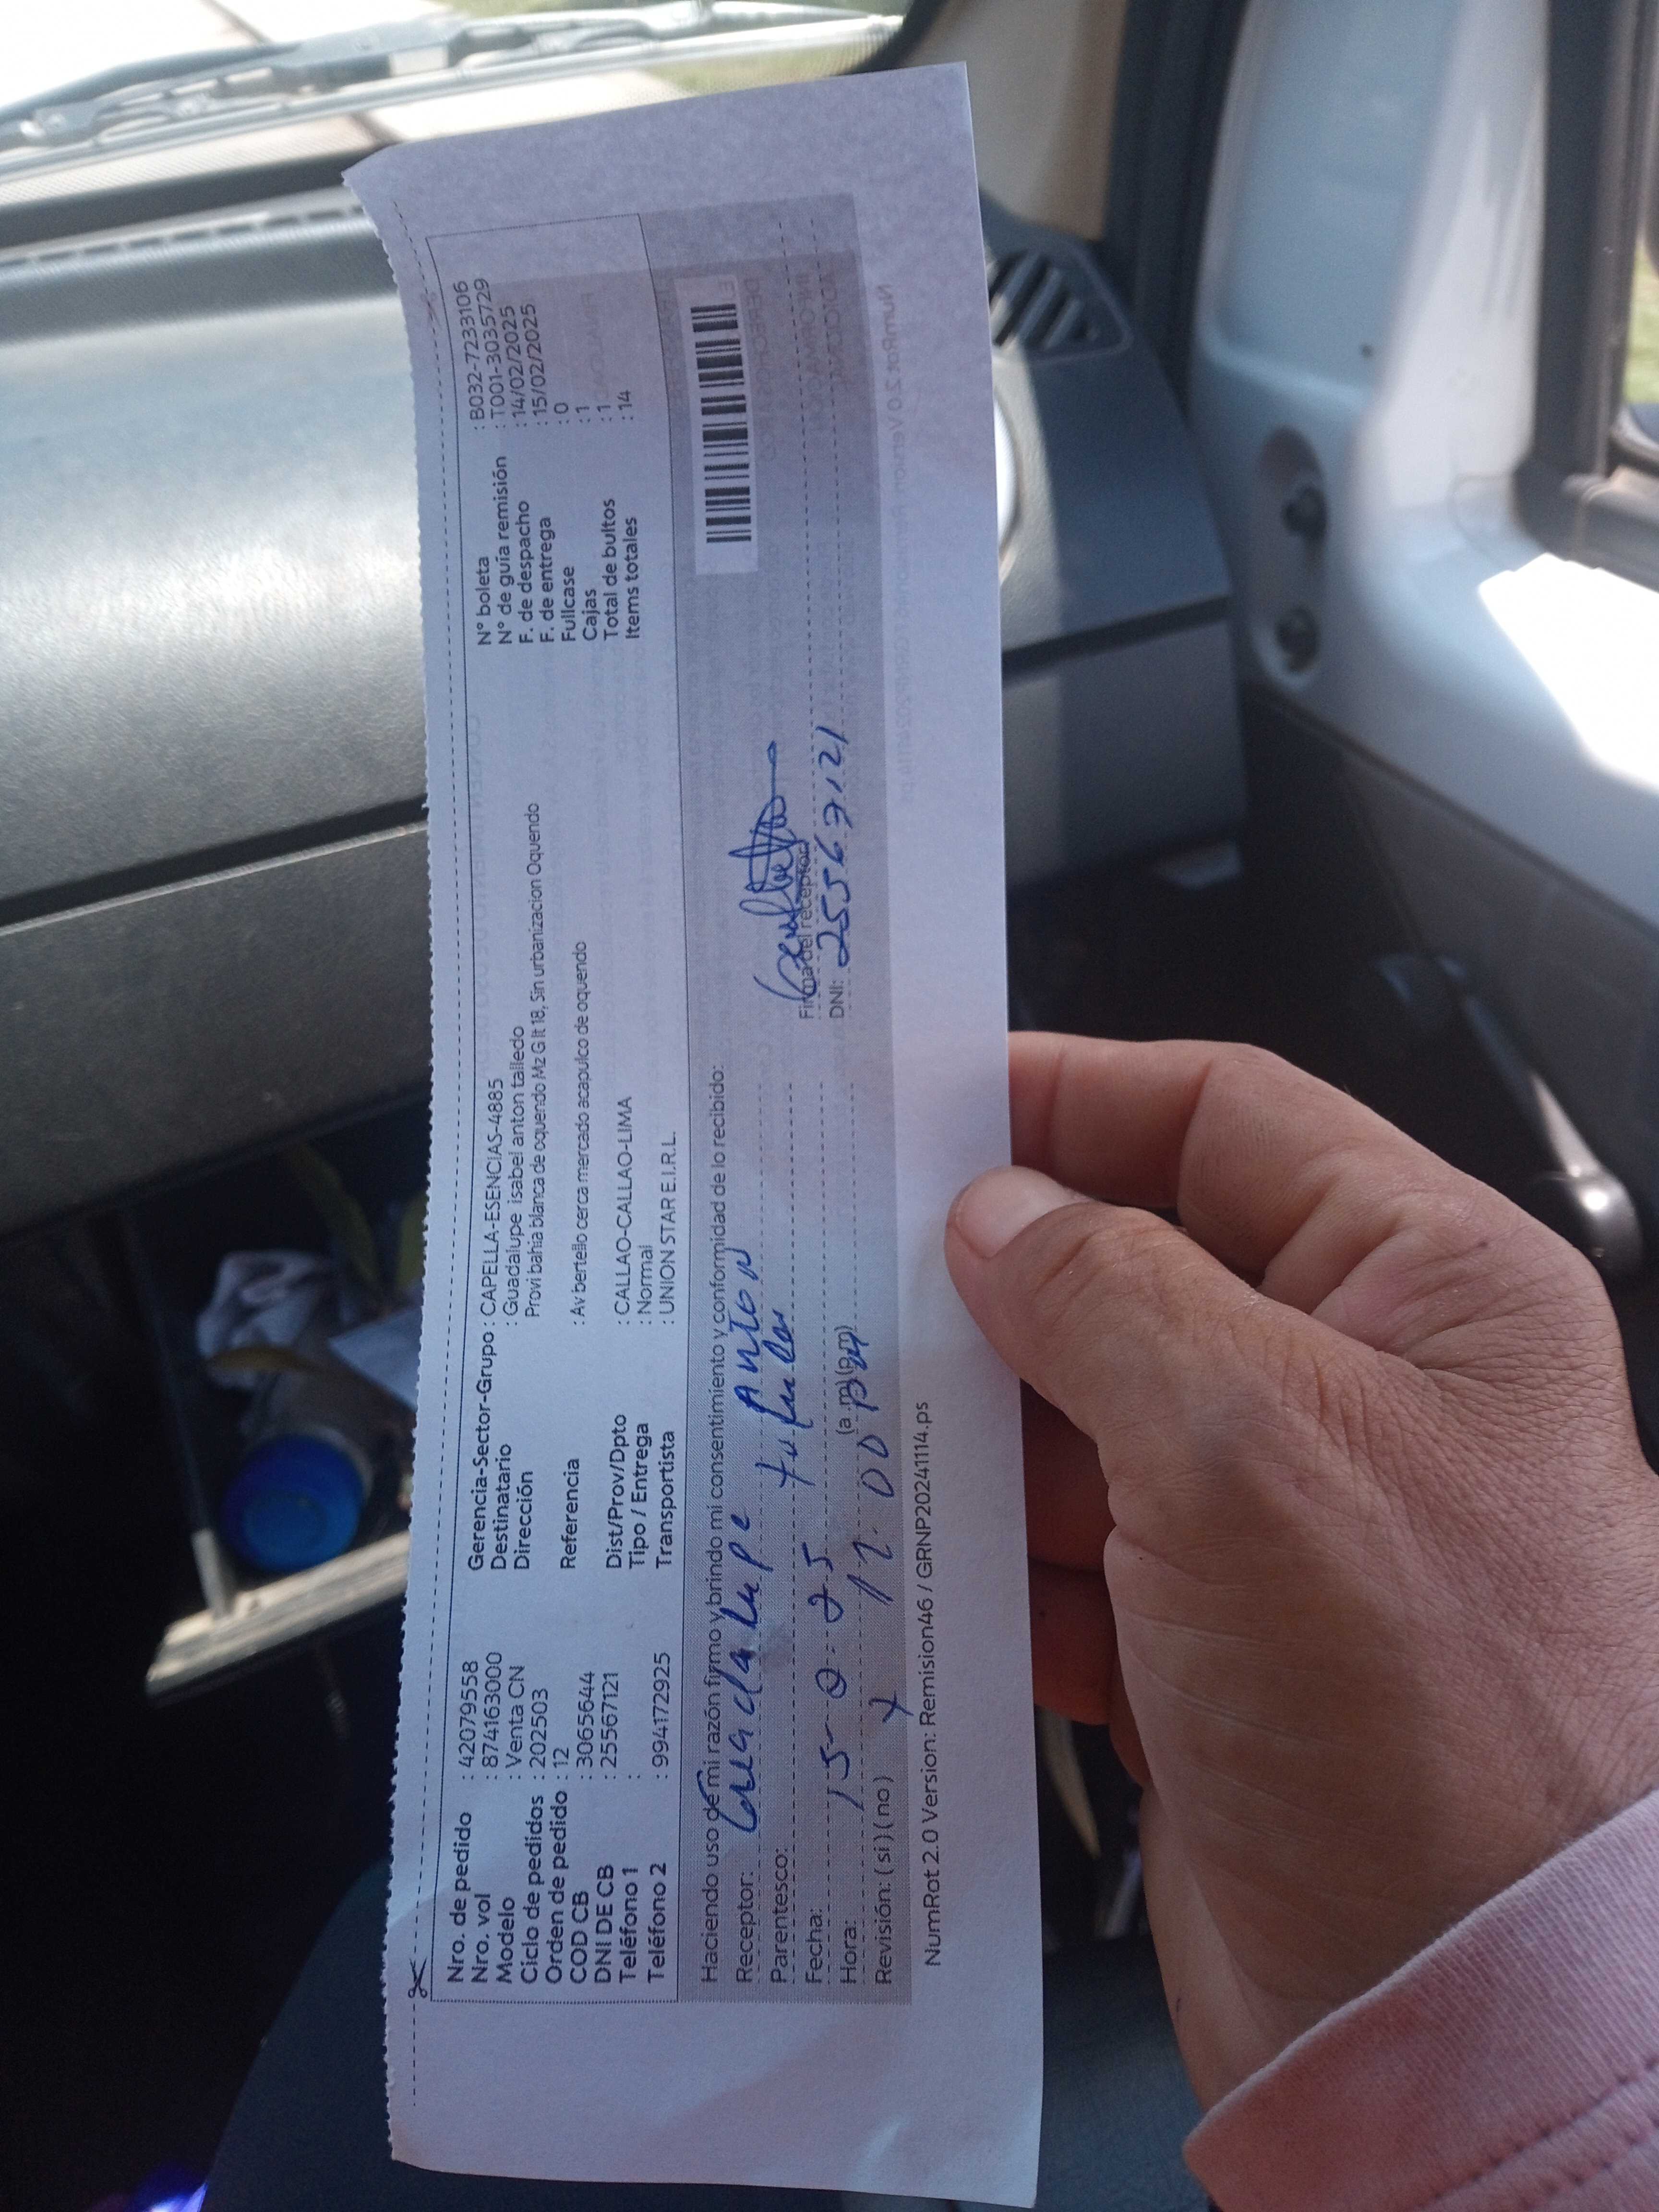 Nro. de pedido : 42079558
Nro. vol : 874163000
Modelo : Venta CN
Ciclo de pedidos : 202503
Orden de pedido : 12
COD CB : 3065644
DNI DE CB : 25567121
Teléfono 1 :
Teléfono 2 : 994172925
Gerencia-Sector-Grupo : CAPELLA-ESENCIAS-4885
Destinatario : Guadalupe isabel anton talledo
Dirección Provi bahia blanca de oquendo Mz G lt 18, Sin urbanizacion Oquendo
Referencia : Av bertello cerca mercado acapulco de oquendo
Dist/Prov/Dpto : CALLAO-CALLAO-LIMA
Tipo / Entrega : Normal
Transportista : UNION STAR E.I.R.L.
N° boleta : B032-7233106
N° de guía remisión : T001-3035729
F. de despacho : 14/02/2025
F. de entrega : 15/02/2025
Fullcase : 0
Cajas : 1
Total de bultos : 1
Items totales : 14
Haciendo uso de mi razón firmo y brindo mi consentimiento y conformidad de lo recibido:
Receptor: Guadalupe Anton
Parentesco:
Fecha: 15-
Hora: 00 (a.m) (p.m)
Revisión: (si) (no) X
Firma del receptor
DNI: 25567121
NumRot 2.0 Version: Remision46 / GRNP20241114.ps